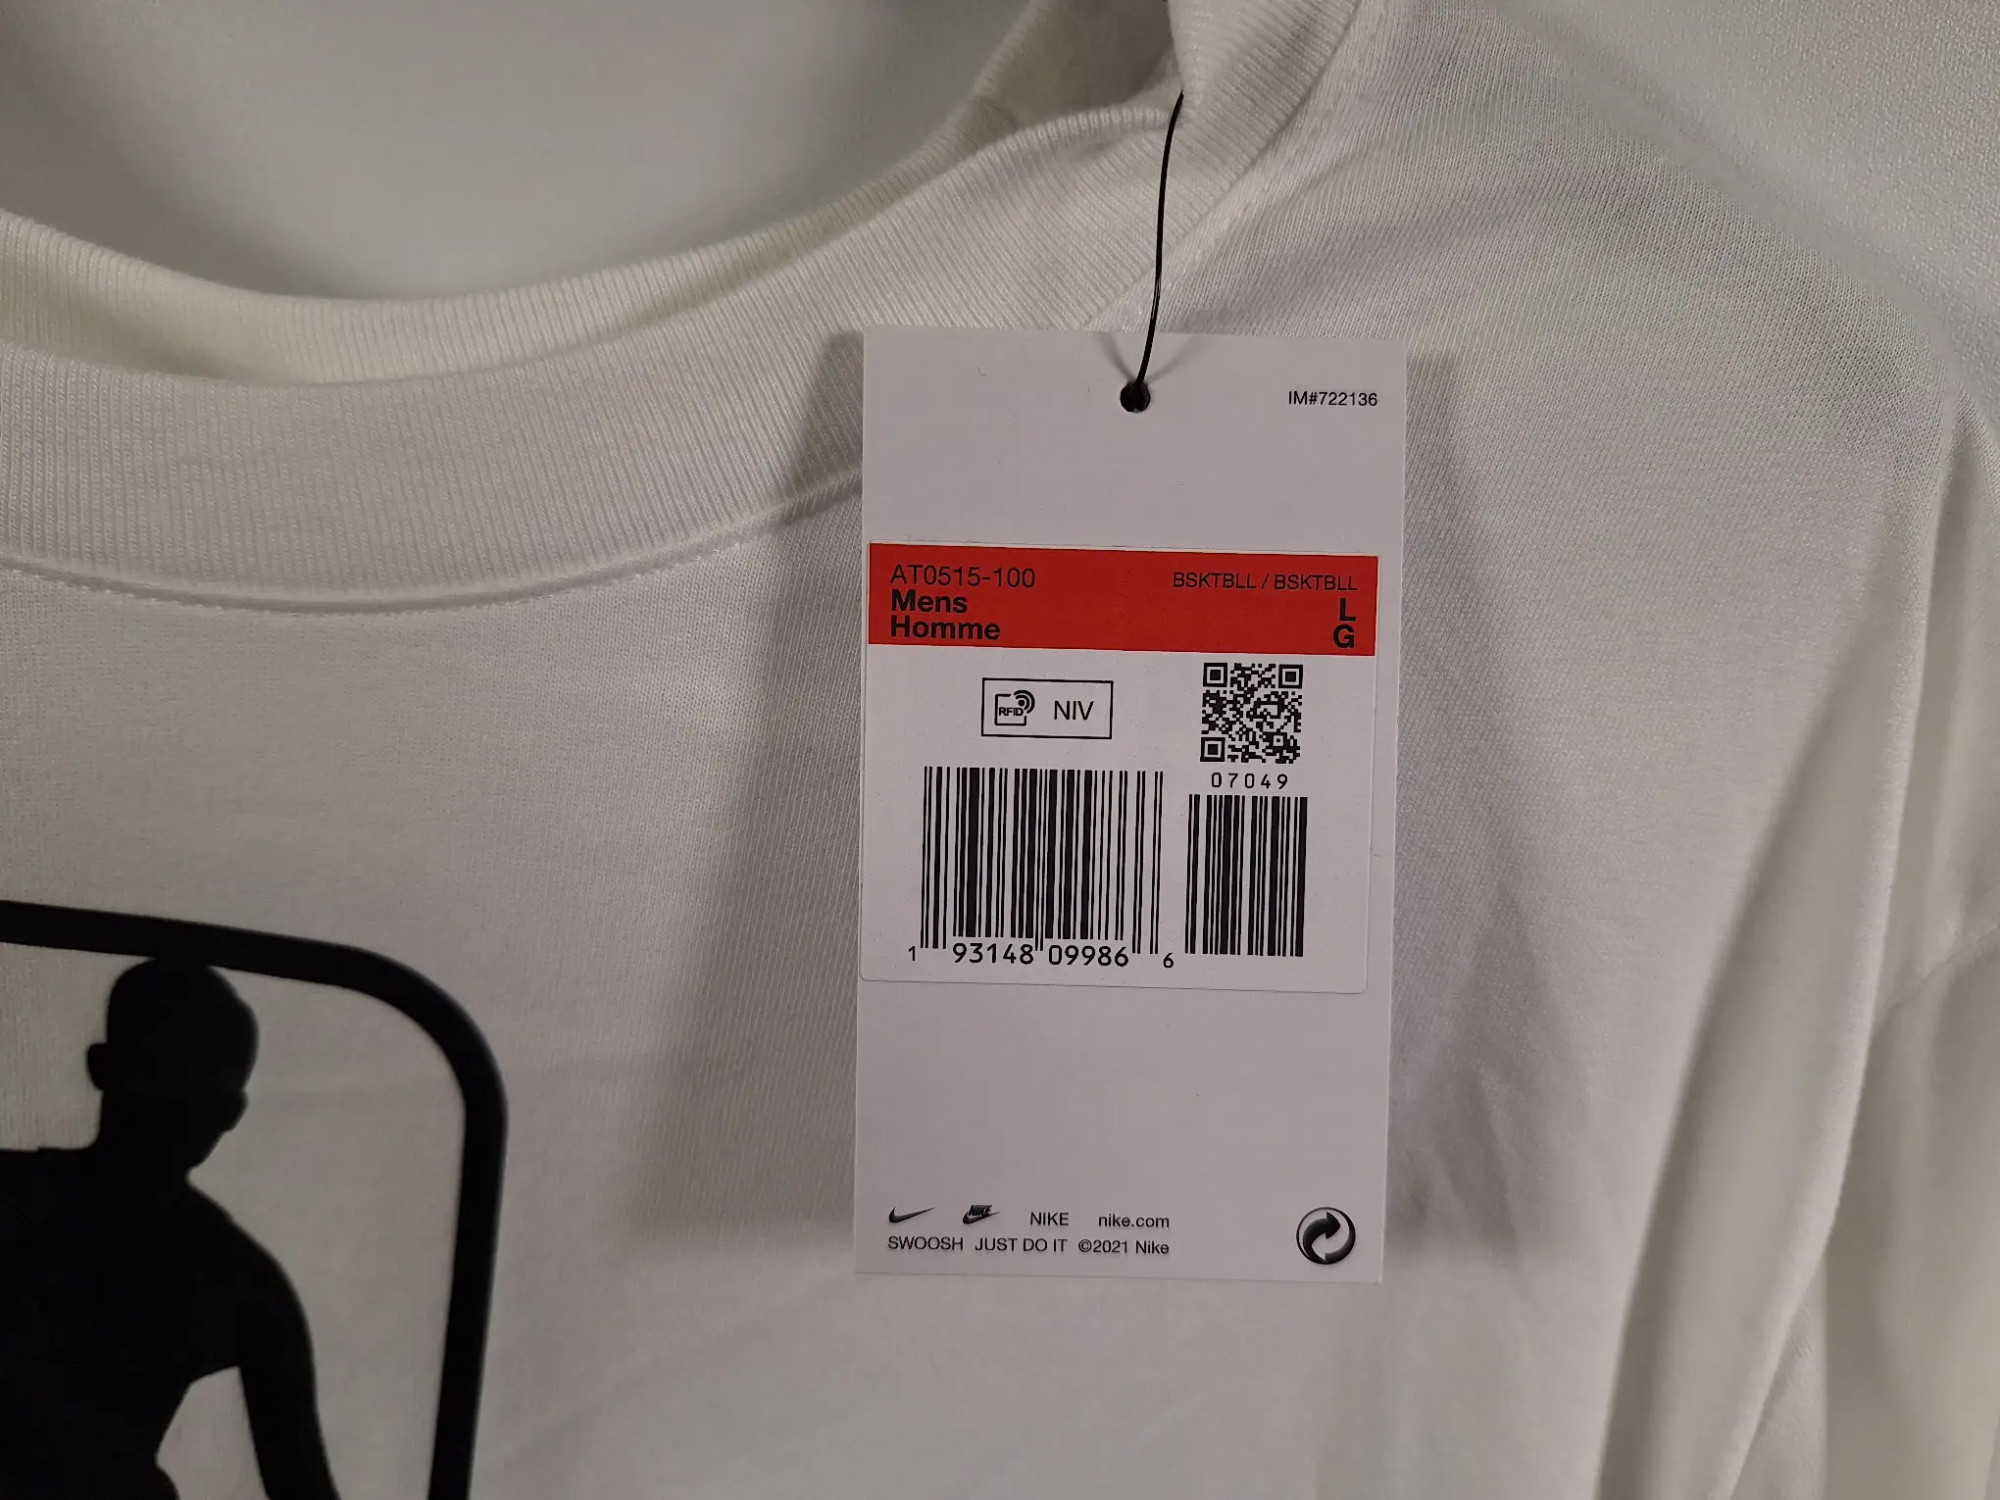 IM#722136
AT0515-100 BSKTBLL / BSKTBLL
Mens L
Homme G
RFID NIV
07049
1 93148 09986 6
NIKE NIKE nike.com
SWOOSH JUST DO IT ©2021 Nike